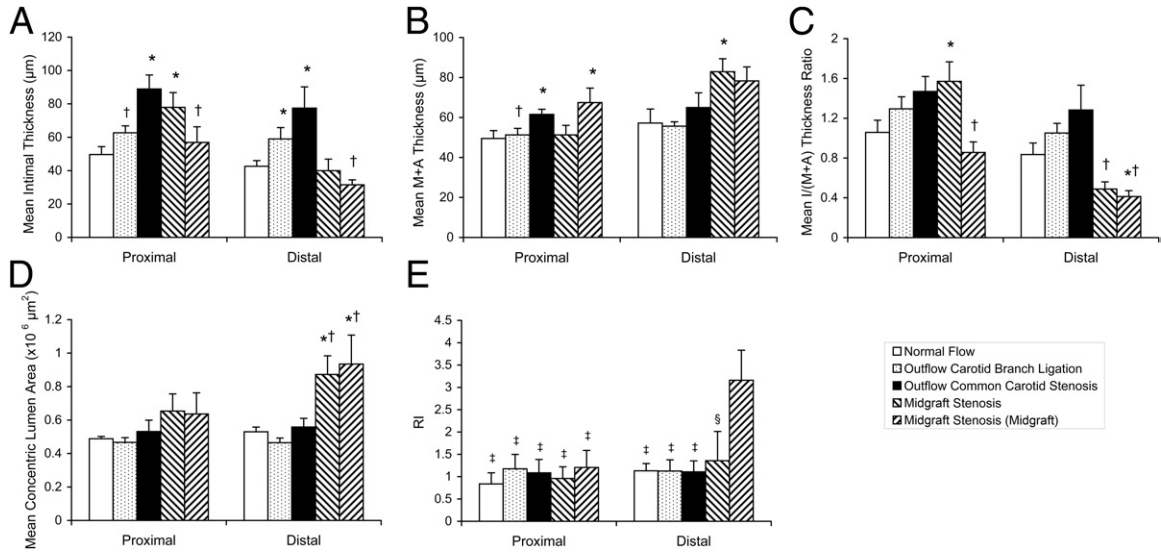 A
Mean Intimal Thickness (μm)
120
100
80
60
40
20
0
* * * *
† † * †
Proximal Distal
B
Mean M+A Thickness (μm)
100
80
60
40
20
0
† * * *
Proximal Distal
C
Mean I/(M+A) Thickness Ratio
2
1.6
1.2
0.8
0.4
0
* † † *†
Proximal Distal
D
Mean Concentric Lumen Area (x10 6 μm²)
1.2
1
0.8
0.6
0.4
0.2
0
*† *†
Proximal Distal
E
RI
4.5
4
3.5
3
2.5
2
1.5
1
0.5
0
‡ ‡ ‡ ‡ ‡ ‡ ‡ ‡ §
Proximal Distal
Normal Flow
Outflow Carotid Branch Ligation
Outflow Common Carotid Stenosis
Midgraft Stenosis
Midgraft Stenosis (Midgraft)